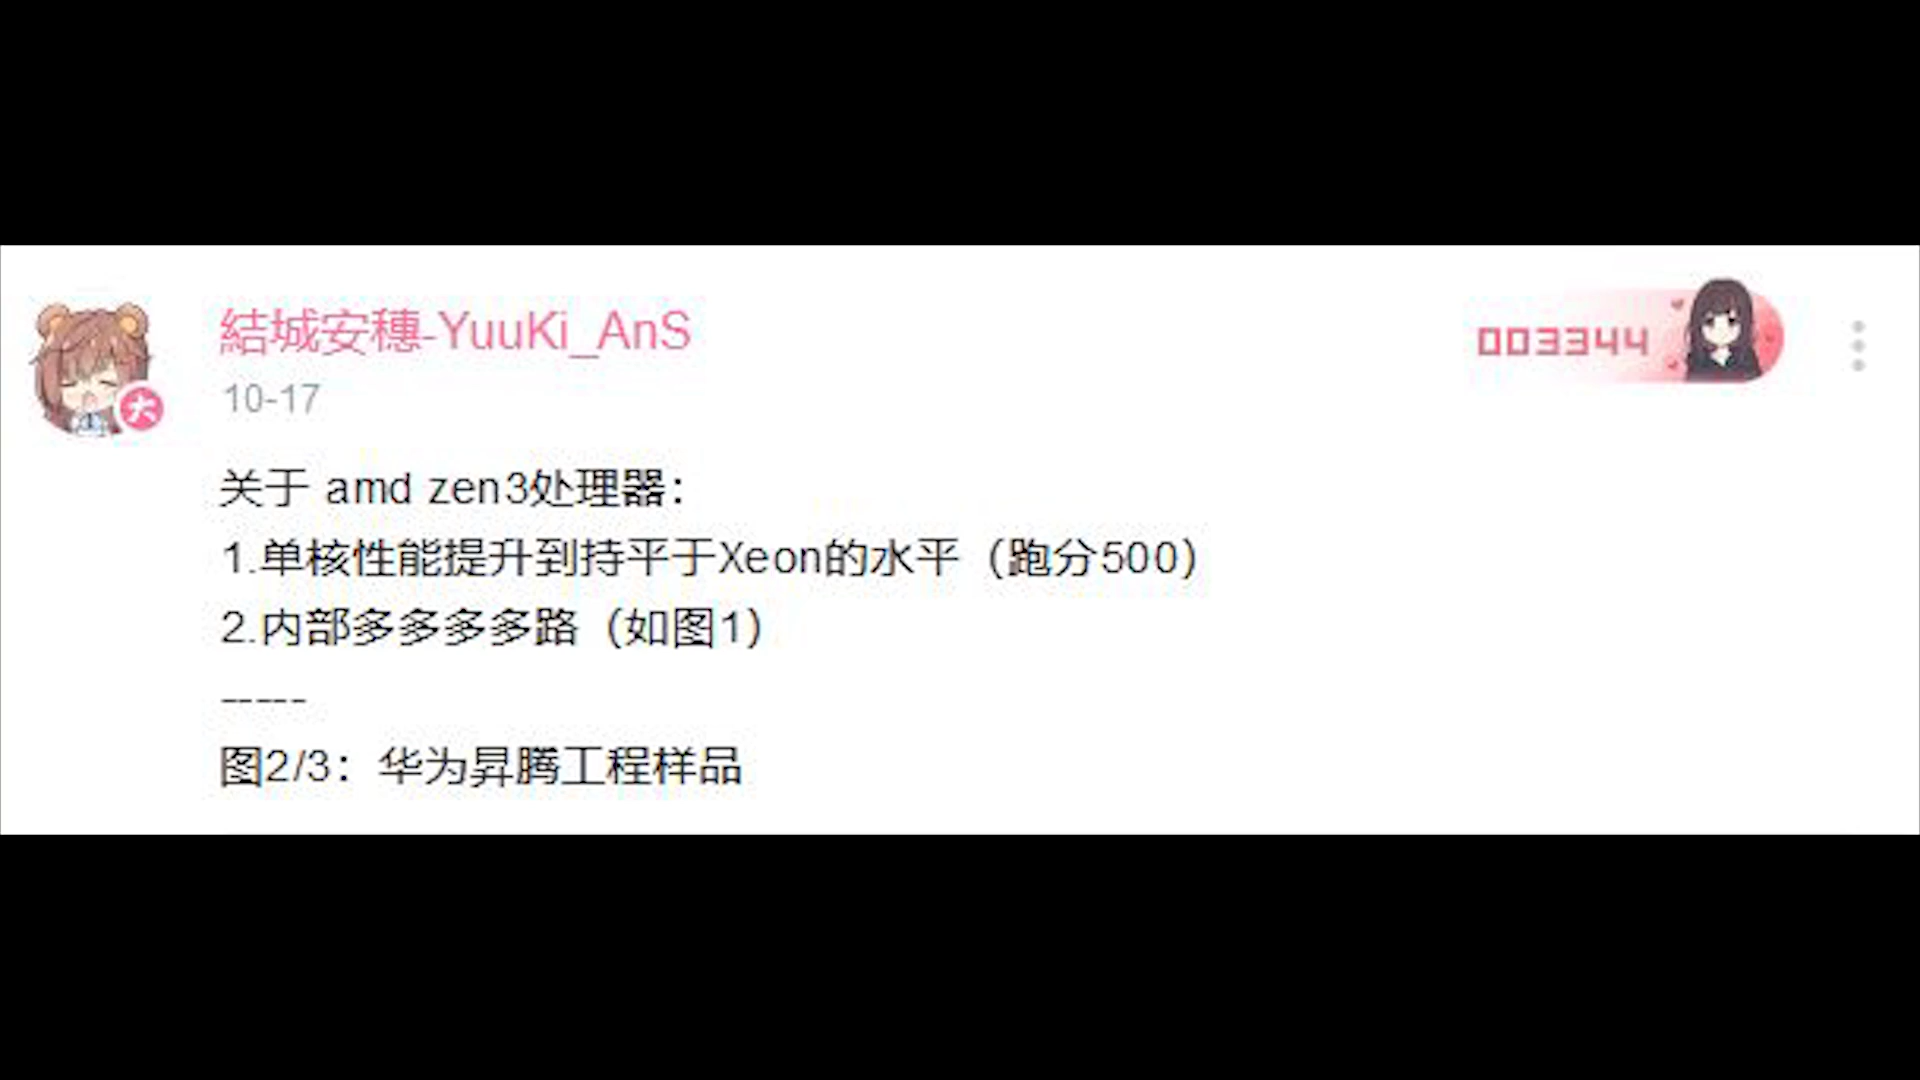 結城安穗-YuuKi_AnS
003344
10-17
大
关于 amd zen3处理器：
1.单核性能提升到持平于Xeon的水平（跑分500）
2.内部多多多多路（如图1）
-----
图2/3：华为昇腾工程样品